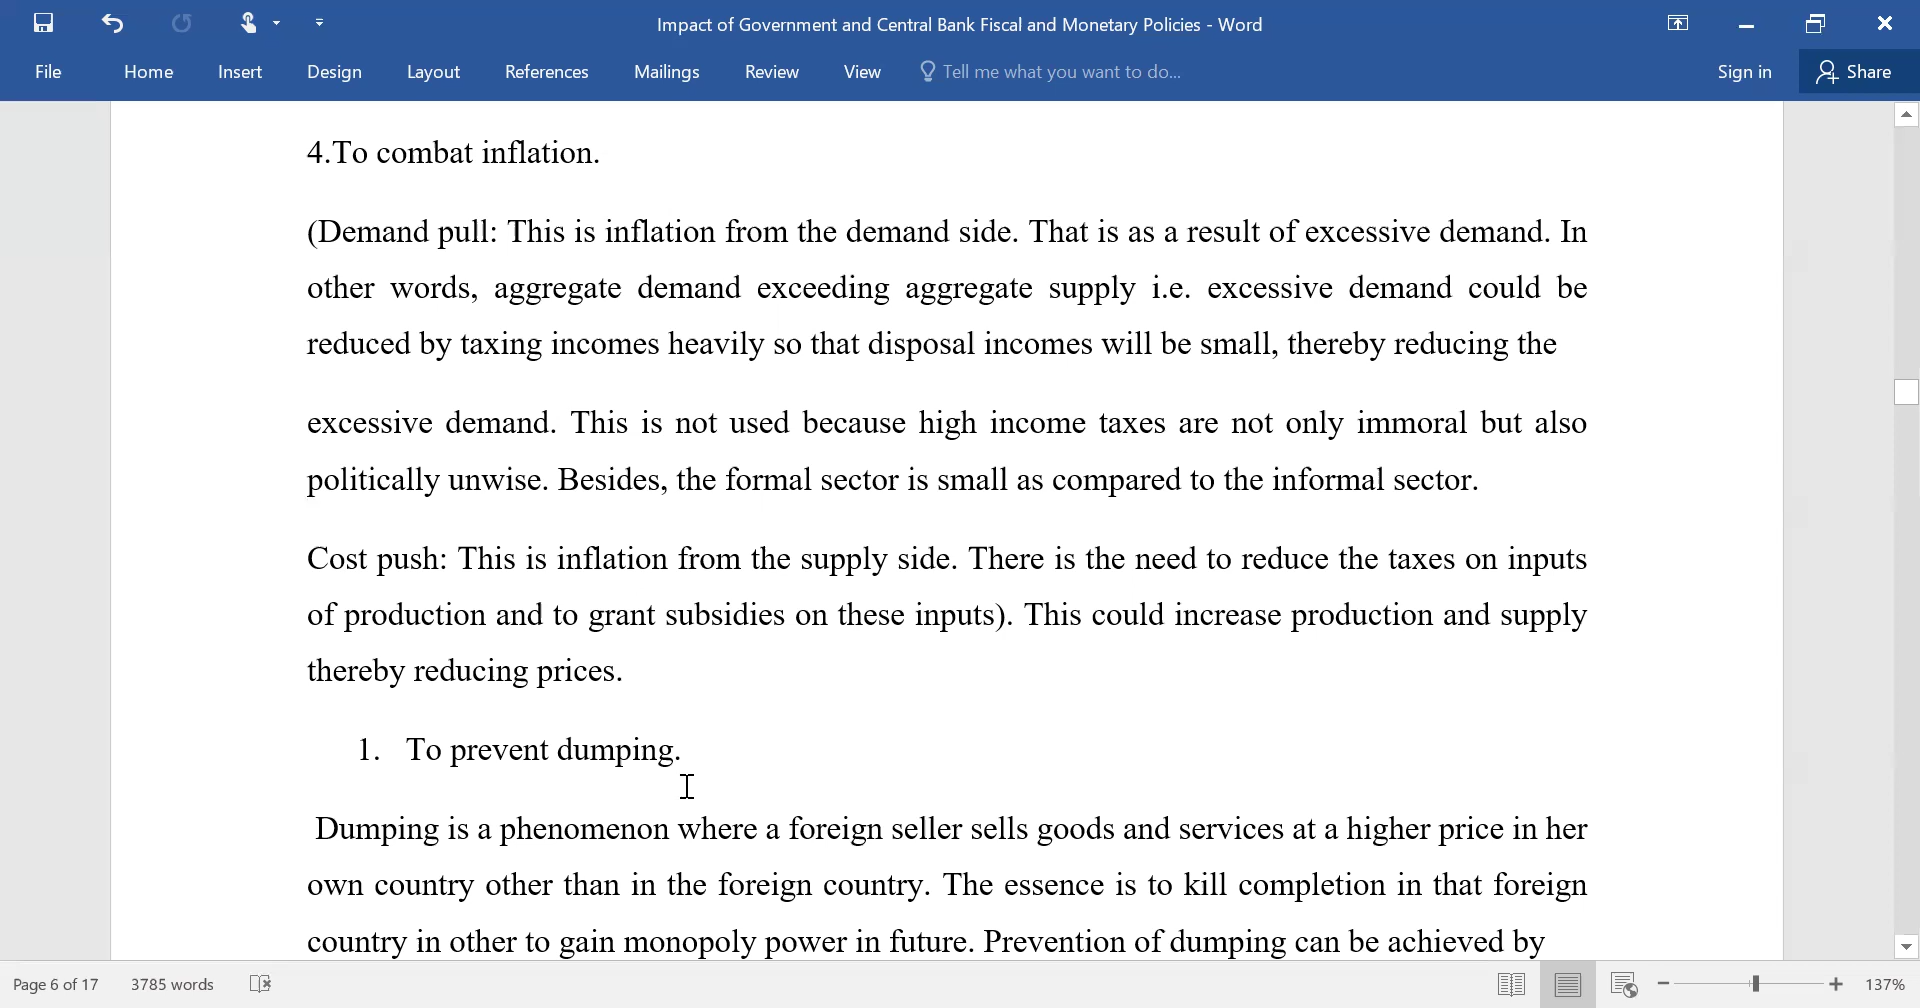 Impact of Government and Central Bank Fiscal and Monetary Policies - Word
File Home Insert Design Layout References Mailings Review View Tell me what you want to do... Sign in Share
4.To combat inflation.
(Demand pull: This is inflation from the demand side. That is as a result of excessive demand. In
other words, aggregate demand exceeding aggregate supply i.e. excessive demand could be
reduced by taxing incomes heavily so that disposal incomes will be small, thereby reducing the
excessive demand. This is not used because high income taxes are not only immoral but also
politically unwise. Besides, the formal sector is small as compared to the informal sector.
Cost push: This is inflation from the supply side. There is the need to reduce the taxes on inputs
of production and to grant subsidies on these inputs). This could increase production and supply
thereby reducing prices.
1. To prevent dumping.
Dumping is a phenomenon where a foreign seller sells goods and services at a higher price in her
own country other than in the foreign country. The essence is to kill completion in that foreign
country in other to gain monopoly power in future. Prevention of dumping can be achieved by
Page 6 of 17 3785 words 137%